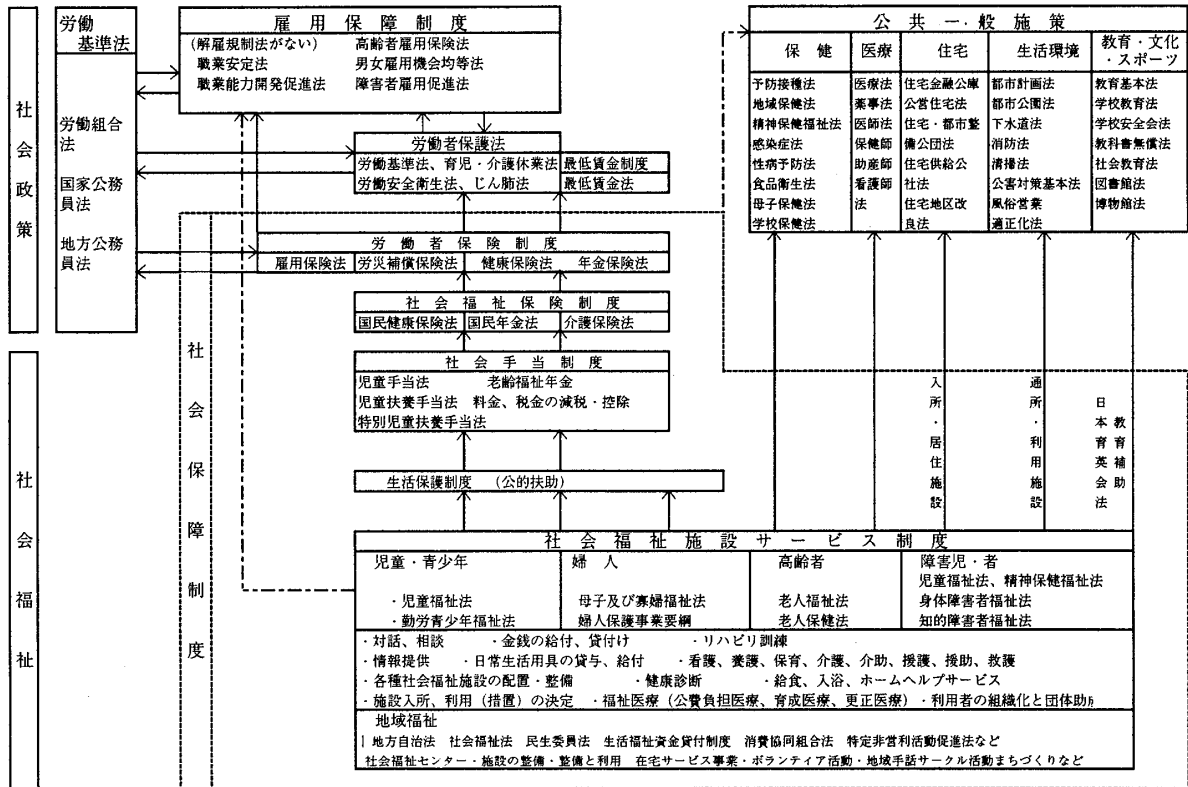 社会政策
社会福祉
労働
基準法
労働組合
法
国家公務
員法
地方公務
員法
社会保障制度
雇用保障制度
(解雇規制法がない) 高齢者雇用保険法
職業安定法 男女雇用機会均等法
職業能力開発促進法 障害者雇用促進法
労働者保護法
労働基準法、育児・介護休業法 最低賃金制度
労働安全衛生法、じん肺法 最低賃金法
労働者保険制度
雇用保険法 労災補償保険法 健康保険法 年金保険法
社会福祉保険制度
国民健康保険法 国民年金法 介護保険法
社会手当制度
児童手当法 老齢福祉年金
児童扶養手当法 料金、税金の減税・控除
特別児童扶養手当法
生活保護制度 (公的扶助)
公共一般施策
保健
予防接種法
地域保健法
精神保健福祉法
感染症法
性病予防法
食品衛生法
母子保健法
学校保健法
医療
医療法
薬事法
医師法
保健師
助産師
看護師
法
住宅
住宅金融公庫
公営住宅法
住宅・都市整
備公団法
住宅供給公
社法
住宅地区改
良法
生活環境
都市計画法
都市公園法
下水道法
消防法
清掃法
公害対策基本法
風俗営業
適正化法
教育・文化
・スポーツ
教育基本法
学校教育法
学校安全会法
教科書無償法
社会教育法
図書館法
博物館法
入所・居住施設
通所・利用施設
日本育英会法
教育補助
社会福祉施設サービス制度
児童・青少年
・児童福祉法
・勤労青少年福祉法
婦人
母子及び寡婦福祉法
婦人保護事業要綱
高齢者
老人福祉法
老人保健法
障害児・者
児童福祉法、精神保健福祉法
身体障害者福祉法
知的障害者福祉法
・対話、相談 ・金銭の給付、貸付け ・リハビリ訓練
・情報提供 ・日常生活用具の貸与、給付 ・看護、養護、保育、介護、介助、援護、援助、救護
・各種社会福祉施設の配置・整備 ・健康診断 ・給食、入浴、ホームヘルプサービス
・施設入所、利用(措置)の決定 ・福祉医療(公費負担医療、育成医療、更正医療) ・利用者の組織化と団体助
地域福祉
地方自治法 社会福祉法 民生委員法 生活福祉資金貸付制度 消費協同組合法 特定非営利活動促進法など
社会福祉センター・施設の整備・整備と利用 在宅サービス事業・ボランティア活動・地域手話サークル活動まちづくりなど